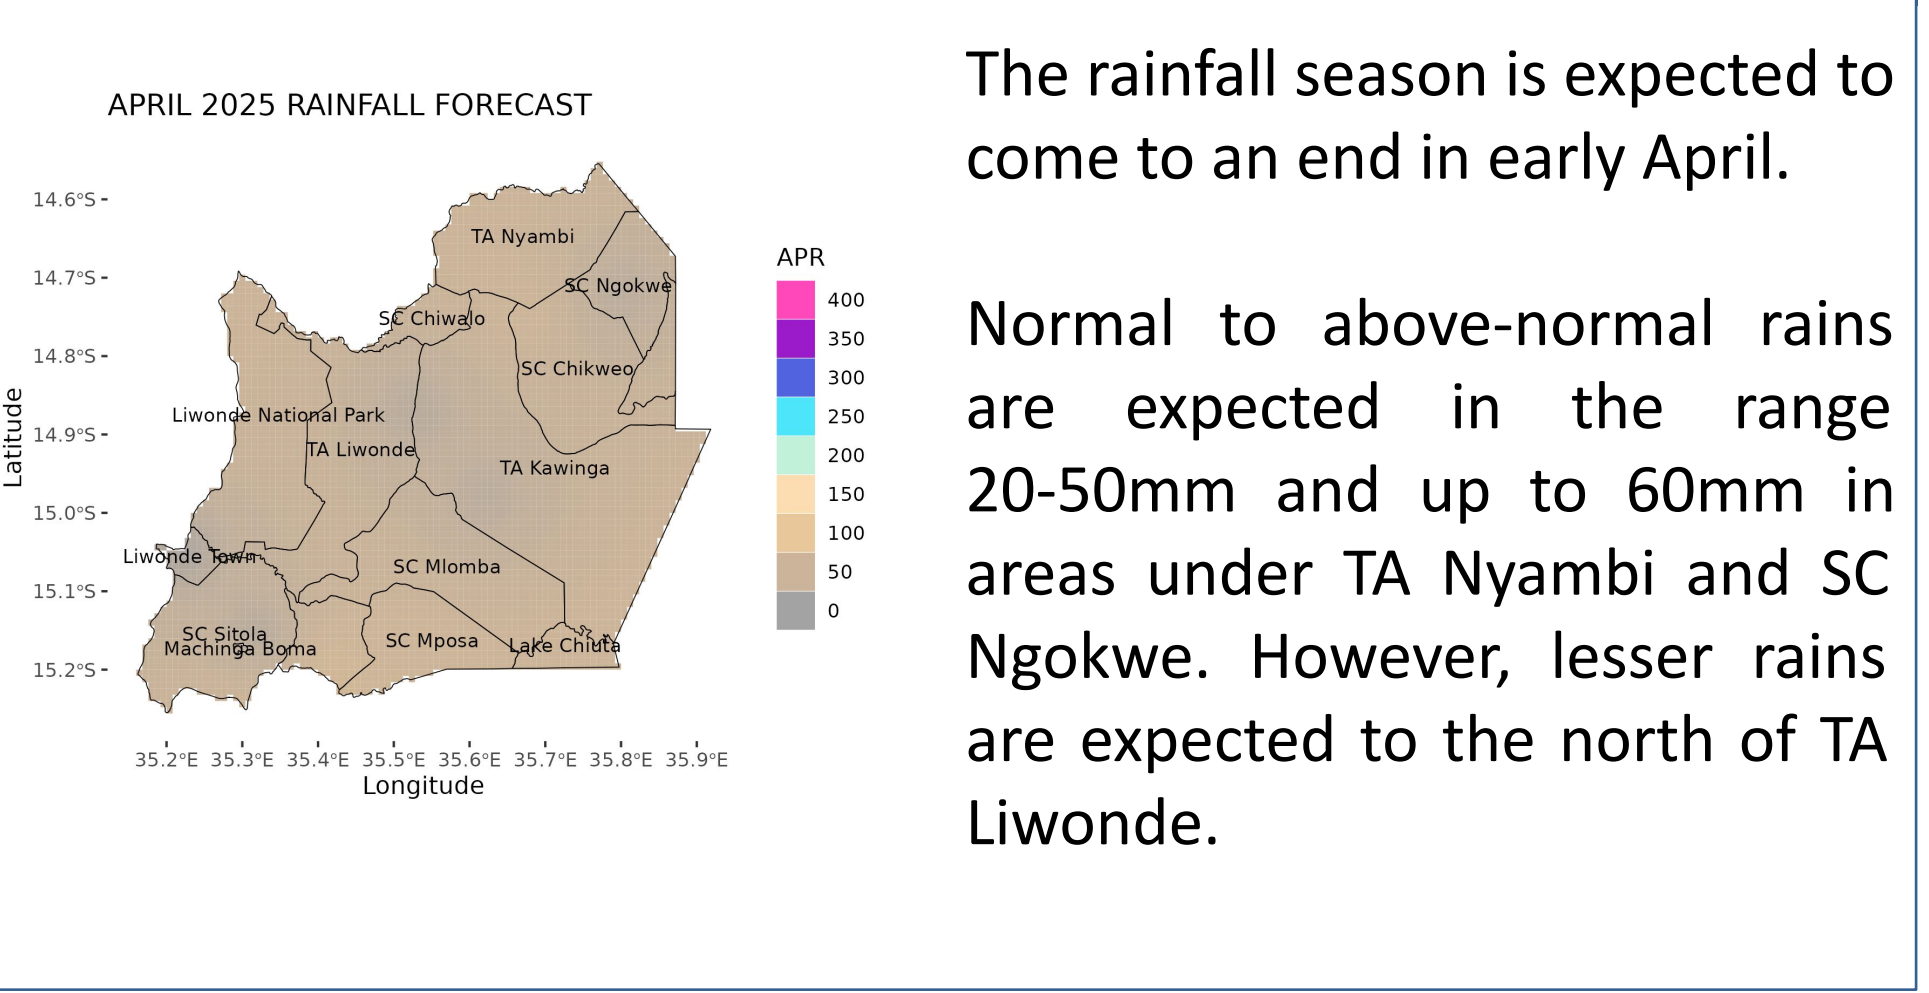 APRIL 2025 RAINFALL FORECAST
14.6°S
14.7°S
14.8°S
14.9°S
15.0°S
15.1°S
15.2°S
Latitude
TA Nyambi
SC Ngokwe
SC Chiwalo
SC Chikweo
Liwonde National Park
TA Liwonde
TA Kawinga
Liwonde Town
SC Mlomba
SC Sitola
Machinga Boma
SC Mposa
Lake Chiuta
35.2°E 35.3°E 35.4°E 35.5°E 35.6°E 35.7°E 35.8°E 35.9°E
Longitude
APR
400
350
300
250
200
150
100
50
0
The rainfall season is expected to
come to an end in early April.
Normal to above-normal rains
are expected in the range
20-50mm and up to 60mm in
areas under TA Nyambi and SC
Ngokwe. However, lesser rains
are expected to the north of TA
Liwonde.